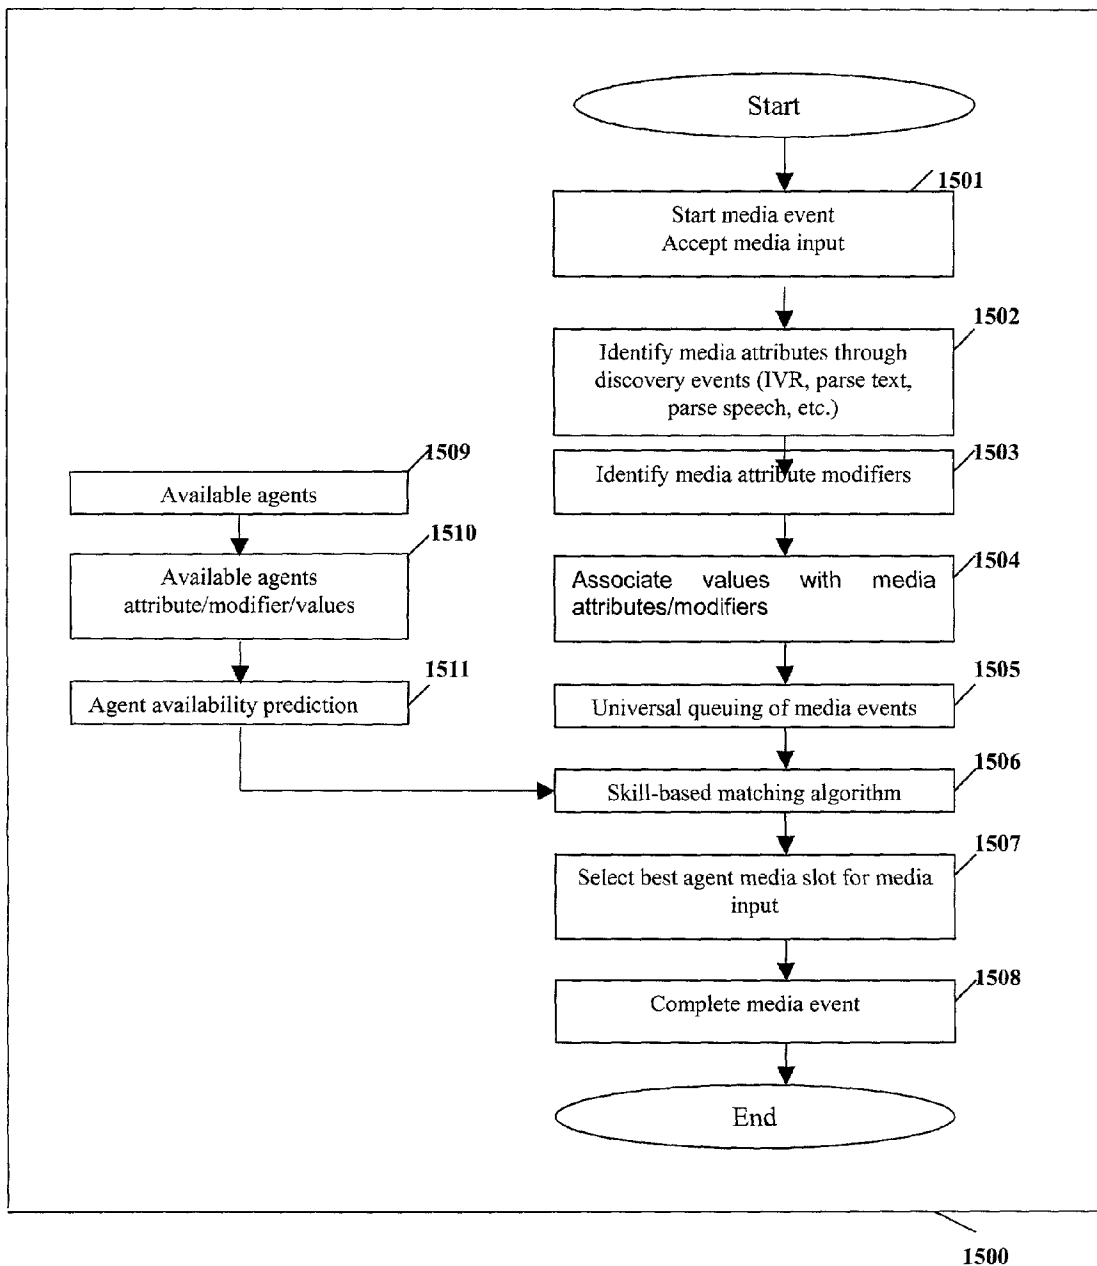 Start
1501
Start media event
Accept media input
1502
Identify media attributes through
discovery events (IVR, parse text,
parse speech, etc.)
1503
Identify media attribute modifiers
1509
Available agents
1510
Available agents
attribute/modifier/values
1504
Associate values with media
attributes/modifiers
1511
Agent availability prediction
1505
Universal queuing of media events
1506
Skill-based matching algorithm
1507
Select best agent media slot for media
input
1508
Complete media event
End
1500